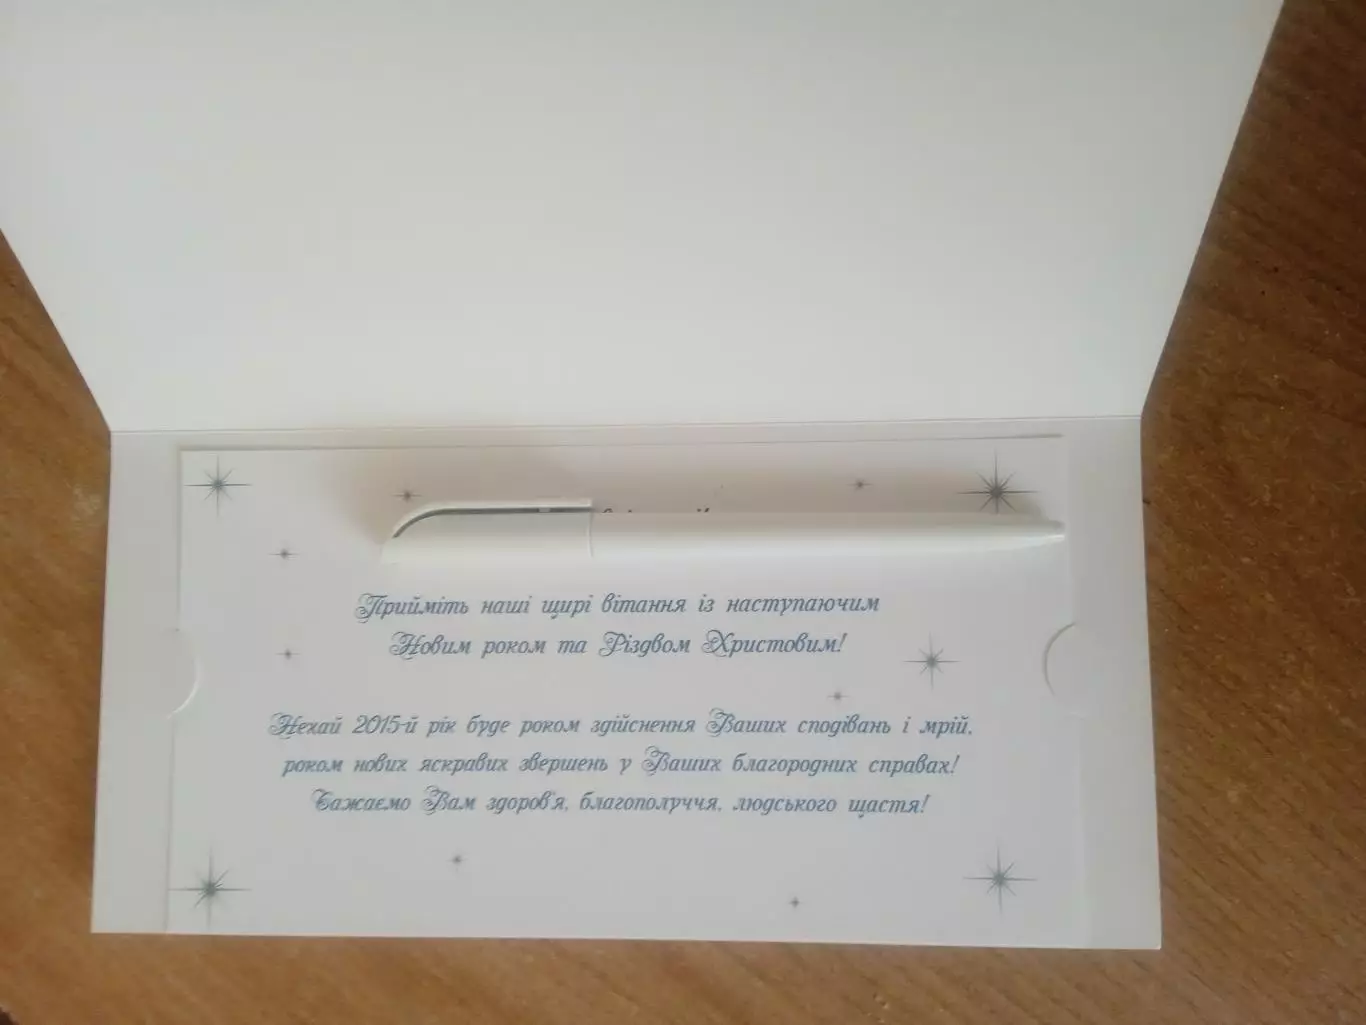 Прийміть наші щирі вітання із наступаючим
Новим роком та Різдвом Христовим!
Нехай 2015-й рік буде роком здійснення Ваших сподівань і мрій,
роком нових яскравих звершень у Ваших благородних справах!
Бажаємо Вам здоров'я, благополуччя, людського щастя!